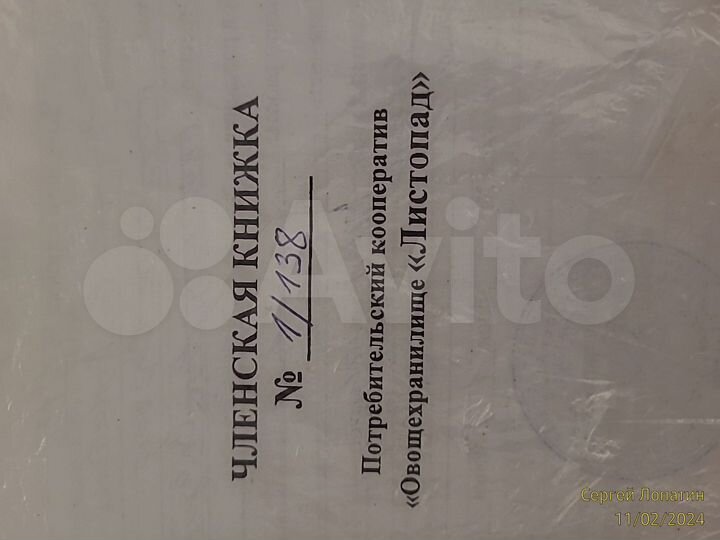 ЧЛЕНСКАЯ КНИЖКА
№ 1/138
Потребительский кооператив
«Овощехранилище «Листопад»
Avito
Сергей Лопатин
11/02/2024